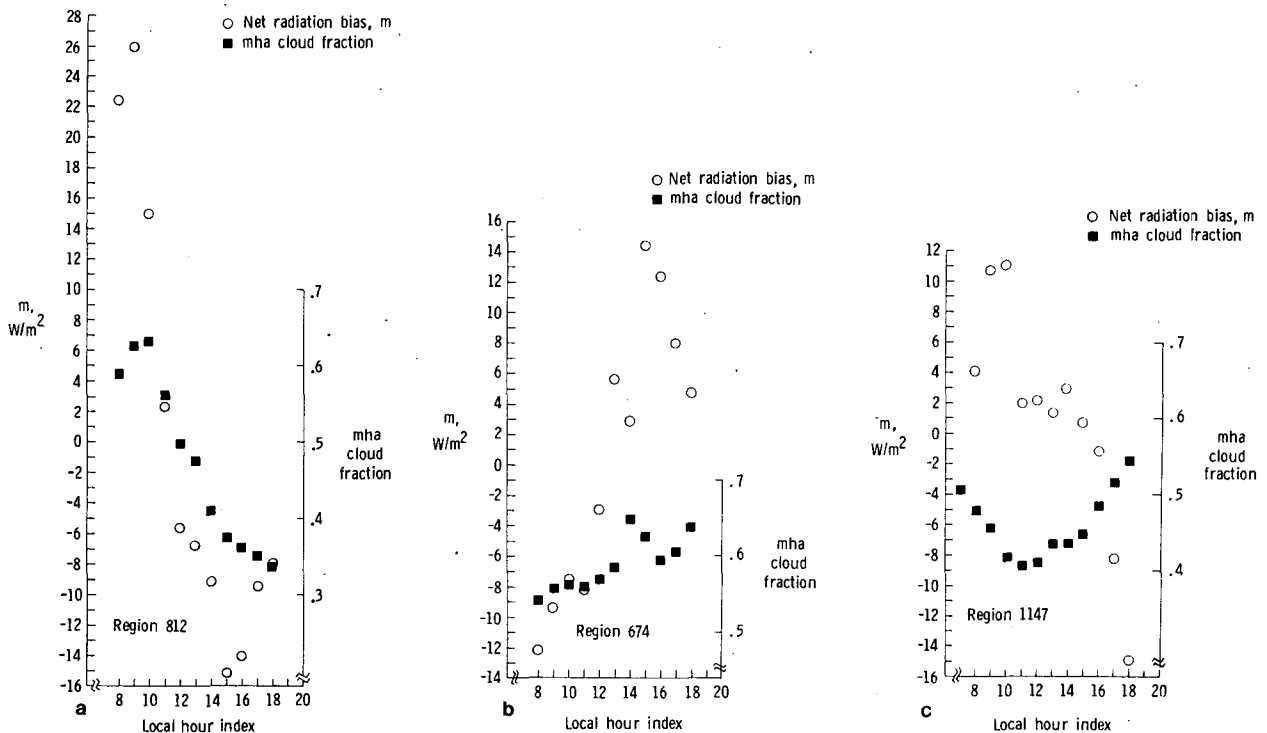 Net radiation bias, m
mha cloud fraction
28
26
24
22
20
18
16
14
12
10
8
6
4
2
0
-2
-4
-6
-8
-10
-12
-14
-16
m,
W/m2
.7
.6
.5
.4
.3
mha
cloud
fraction
Region 812
8 10 12 14 16 18 20
a
Local hour index
Net radiation bias, m
mha cloud fraction
16
14
12
10
8
6
4
2
0
-2
-4
-6
-8
-10
-12
-14
m,
W/m2
.7
.6
.5
mha
cloud
fraction
Region 674
8 10 12 14 16 18 20
b
Local hour index
Net radiation bias, m
mha cloud fraction
12
10
8
6
4
2
0
-2
-4
-6
-8
-10
-12
-14
-16
m,
W/m2
.7
.6
.5
.4
mha
cloud
fraction
Region 1147
8 10 12 14 16 18 20
c
Local hour index